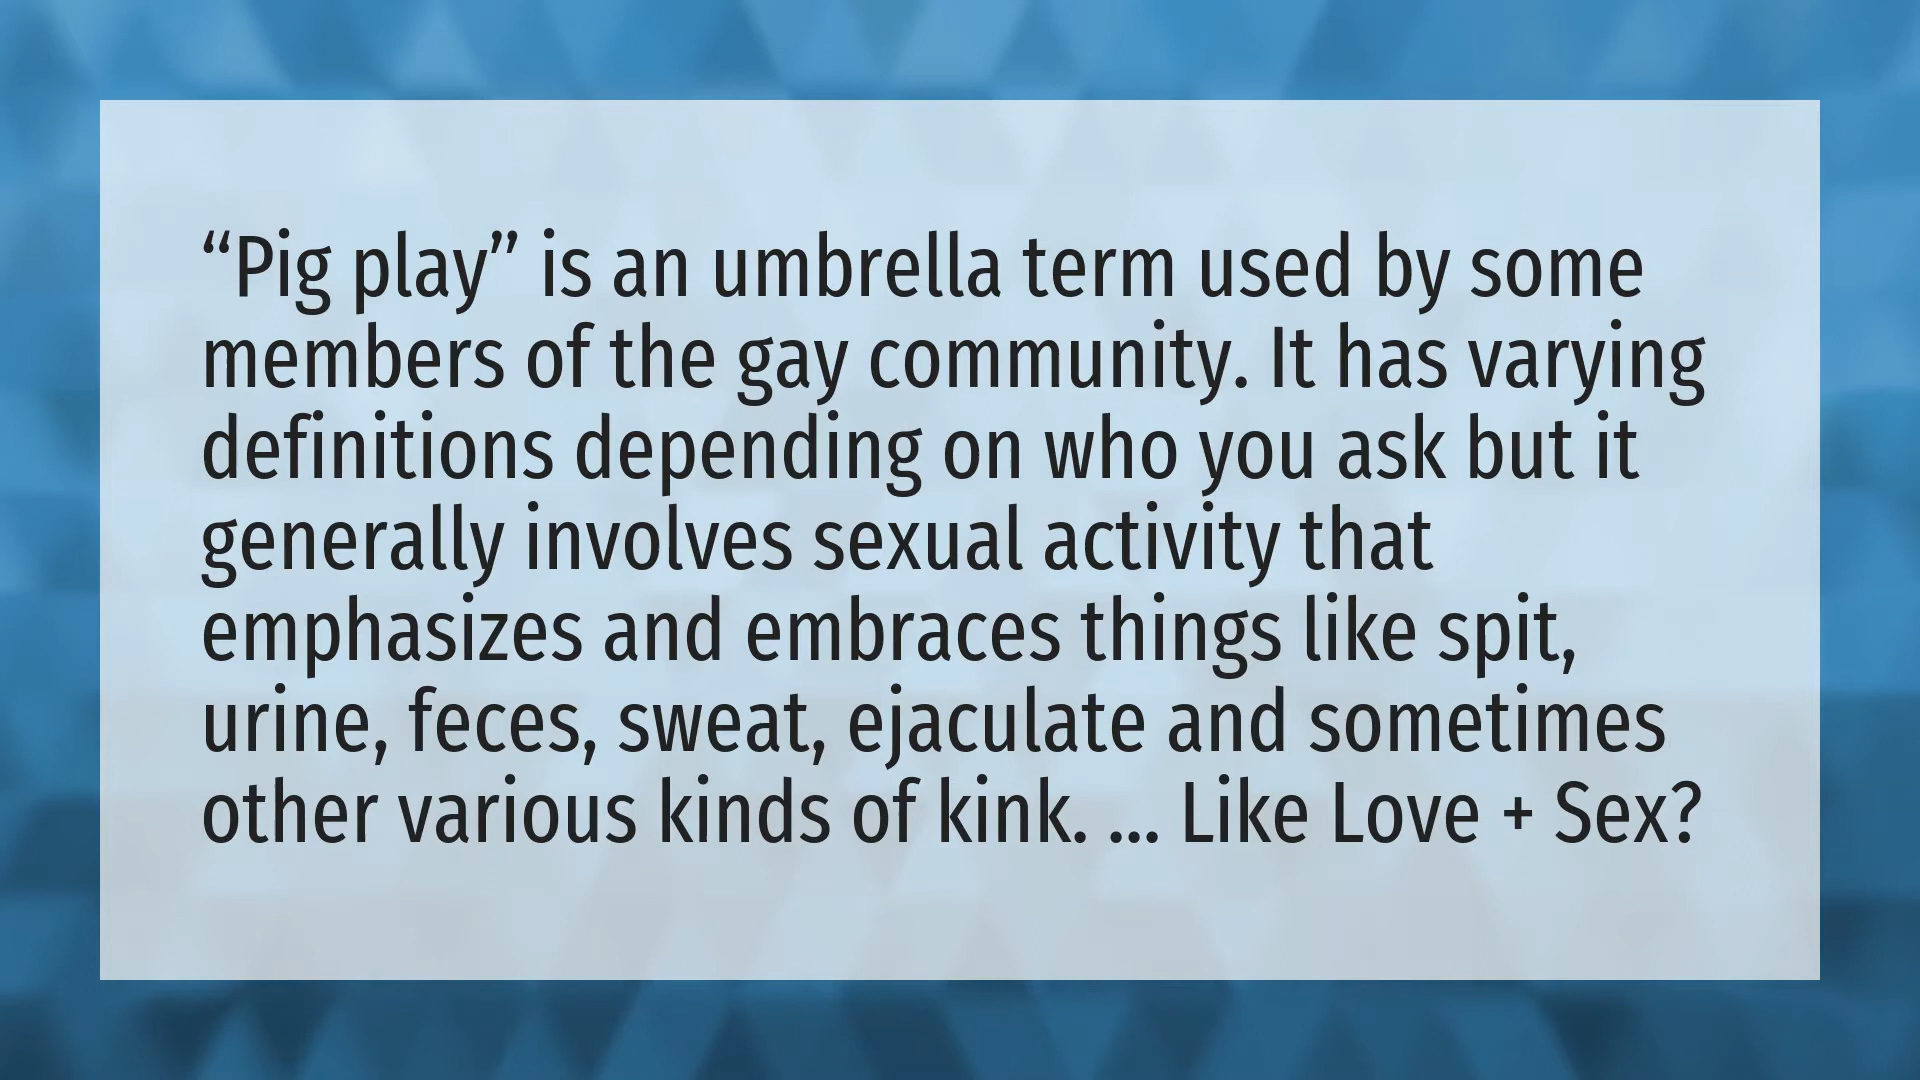 “Pig play” is an umbrella term used by some
members of the gay community. It has varying
definitions depending on who you ask but it
generally involves sexual activity that
emphasizes and embraces things like spit,
urine, feces, sweat, ejaculate and sometimes
other various kinds of kink. ... Like Love + Sex?